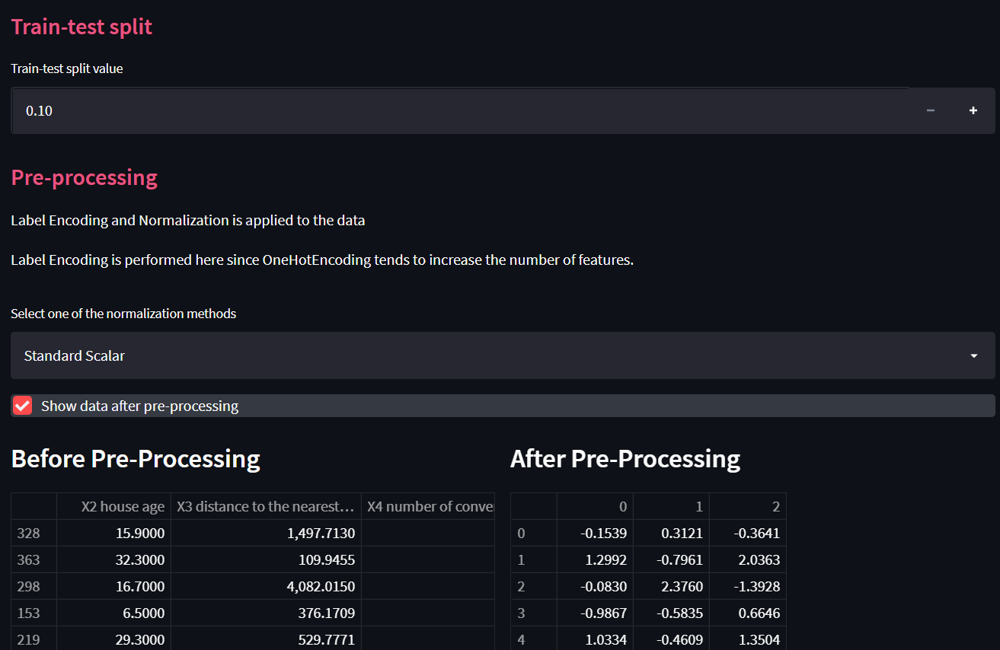 Train-test split
Train-test split value
0.10
Pre-processing
Label Encoding and Normalization is applied to the data
Label Encoding is performed here since OneHotEncoding tends to increase the number of features.
Select one of the normalization methods
Standard Scalar
Show data after pre-processing
Before Pre-Processing
X2 house age X3 distance to the nearest... X4 number of conve
328 15.9000 1,497.7130
363 32.3000 109.9455
298 16.7000 4,082.0150
153 6.5000 376.1709
219 29.3000 529.7771
After Pre-Processing
0 1 2
0 -0.1539 0.3121 -0.3641
1 1.2992 -0.7961 2.0363
2 -0.0830 2.3760 -1.3928
3 -0.9867 -0.5835 0.6646
4 1.0334 -0.4609 1.3504